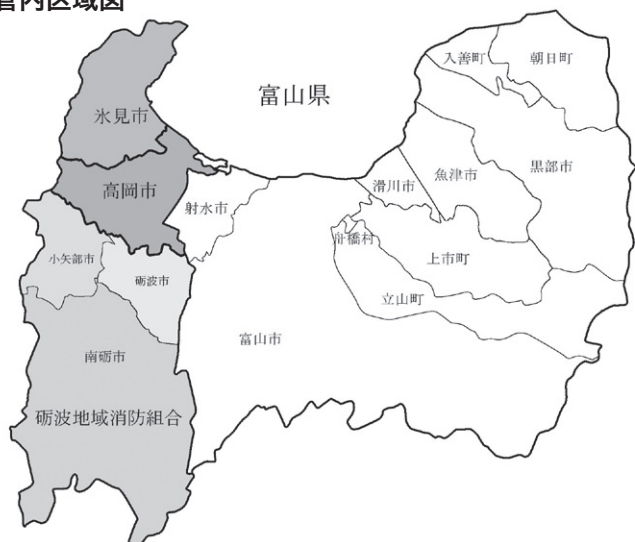 管内区域図
富山県
入善町
朝日町
氷見市
黒部市
魚津市
滑川市
高岡市
射水市
舟橋村
上市町
小矢部市
砺波市
立山町
富山市
南砺市
砺波地域消防組合